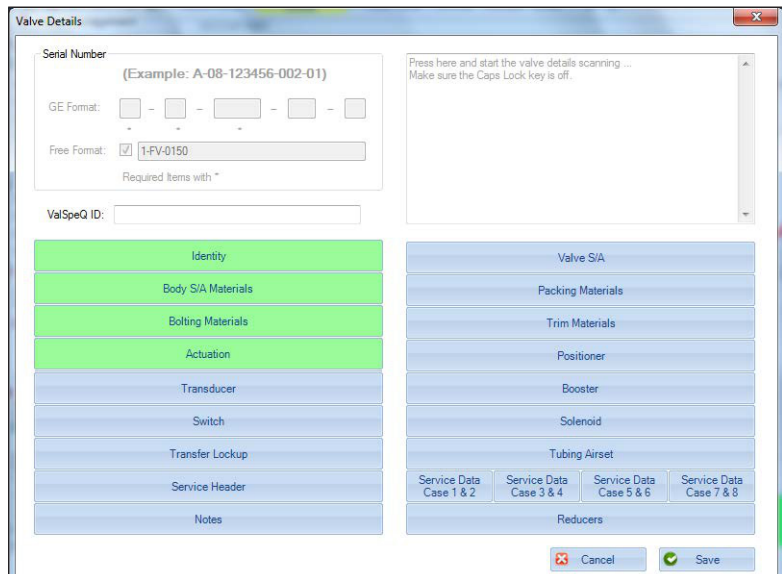 Valve Details
Serial Number
(Example: A-08-123456-002-01)
GE Format: - - - -
* * *
Free Format: 1-FV-0150
Required Items with *
ValSpeQ ID:
Press here and start the valve details scanning ...
Make sure the Caps Lock key is off.
Identity
Body S/A Materials
Bolting Materials
Actuation
Transducer
Switch
Transfer Lockup
Service Header
Notes
Valve S/A
Packing Materials
Trim Materials
Positioner
Booster
Solenoid
Tubing Airset
Service Data
Case 1 & 2
Service Data
Case 3 & 4
Service Data
Case 5 & 6
Service Data
Case 7 & 8
Reducers
Cancel
Save